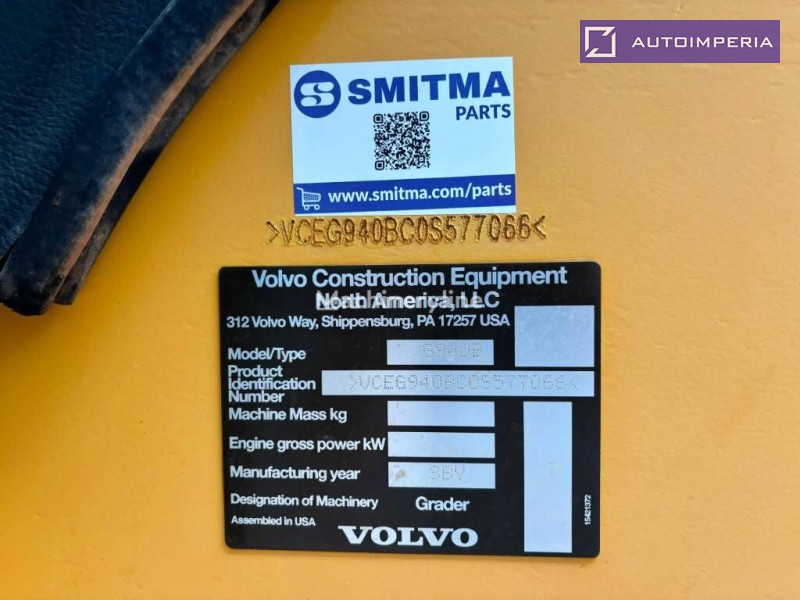 AUTOIMPERIA
SMITMA
PARTS
www.smitma.com/parts
>VCEG940BC0S577066<
Volvo Construction Equipment
North America, LLC
312 Volvo Way, Shippensburg, PA 17257 USA
Model/Type G940B
Product Identification Number >VCEG940BC0S577066<
Machine Mass kg
Engine gross power kW
Manufacturing year
Designation of Machinery Grader
Assembled in USA
VOLVO
15421372